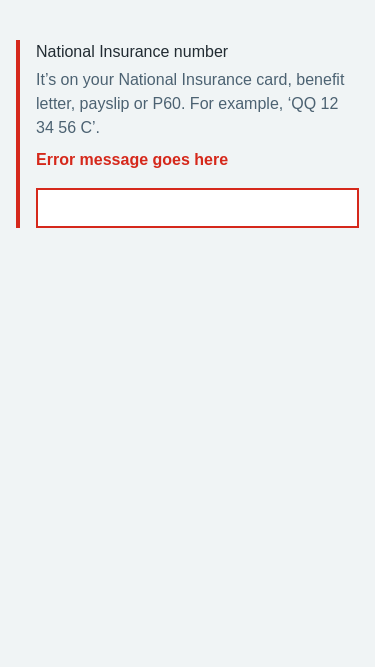 National Insurance number
It’s on your National Insurance card, benefit
letter, payslip or P60. For example, ‘QQ 12
34 56 C’.
Error message goes here